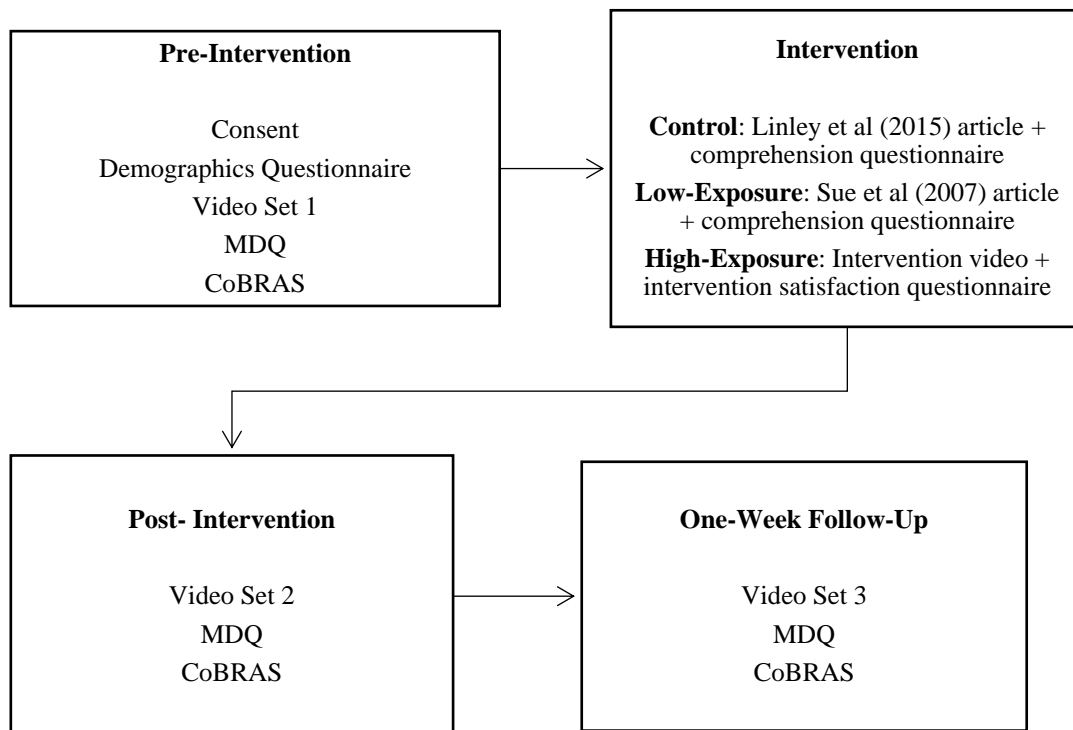 Pre-Intervention
Consent
Demographics Questionnaire
Video Set 1
MDQ
CoBRAS
Intervention
Control: Linley et al (2015) article +
comprehension questionnaire
Low-Exposure: Sue et al (2007) article
+ comprehension questionnaire
High-Exposure: Intervention video +
intervention satisfaction questionnaire
Post- Intervention
Video Set 2
MDQ
CoBRAS
One-Week Follow-Up
Video Set 3
MDQ
CoBRAS